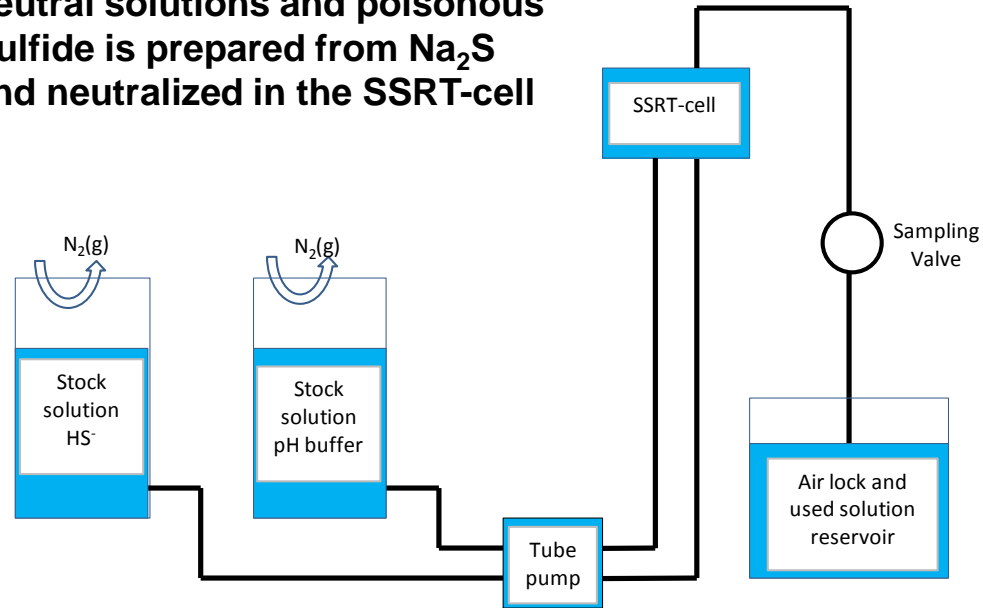 eutral solutions and poisonous
ulfide is prepared from Na₂S
nd neutralized in the SSRT-cell
SSRT-cell
Sampling
Valve
N₂(g)
N₂(g)
Stock
solution
HS⁻
Stock
solution
pH buffer
Air lock and
used solution
reservoir
Tube
pump